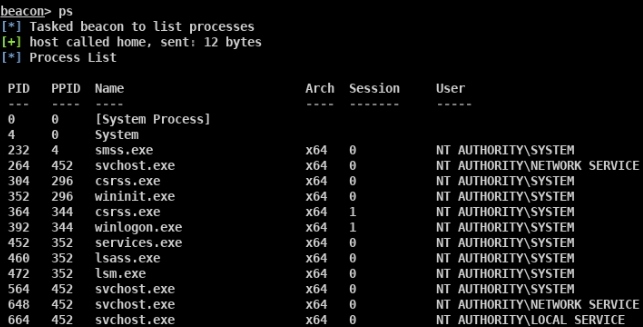 beacon> ps
[*] Tasked beacon to list processes
[+] host called home, sent: 12 bytes
[*] Process List
PID PPID Name Arch Session User
--- ---- ---- ---- ------- -----
0 0 [System Process]
4 0 System
232 4 smss.exe x64 0 NT AUTHORITY\SYSTEM
264 452 svchost.exe x64 0 NT AUTHORITY\NETWORK SERVICE
304 296 csrss.exe x64 0 NT AUTHORITY\SYSTEM
352 296 wininit.exe x64 0 NT AUTHORITY\SYSTEM
364 344 csrss.exe x64 1 NT AUTHORITY\SYSTEM
392 344 winlogon.exe x64 1 NT AUTHORITY\SYSTEM
452 352 services.exe x64 0 NT AUTHORITY\SYSTEM
460 352 lsass.exe x64 0 NT AUTHORITY\SYSTEM
472 352 lsm.exe x64 0 NT AUTHORITY\SYSTEM
564 452 svchost.exe x64 0 NT AUTHORITY\SYSTEM
648 452 svchost.exe x64 0 NT AUTHORITY\NETWORK SERVICE
664 452 svchost.exe x64 0 NT AUTHORITY\LOCAL SERVICE